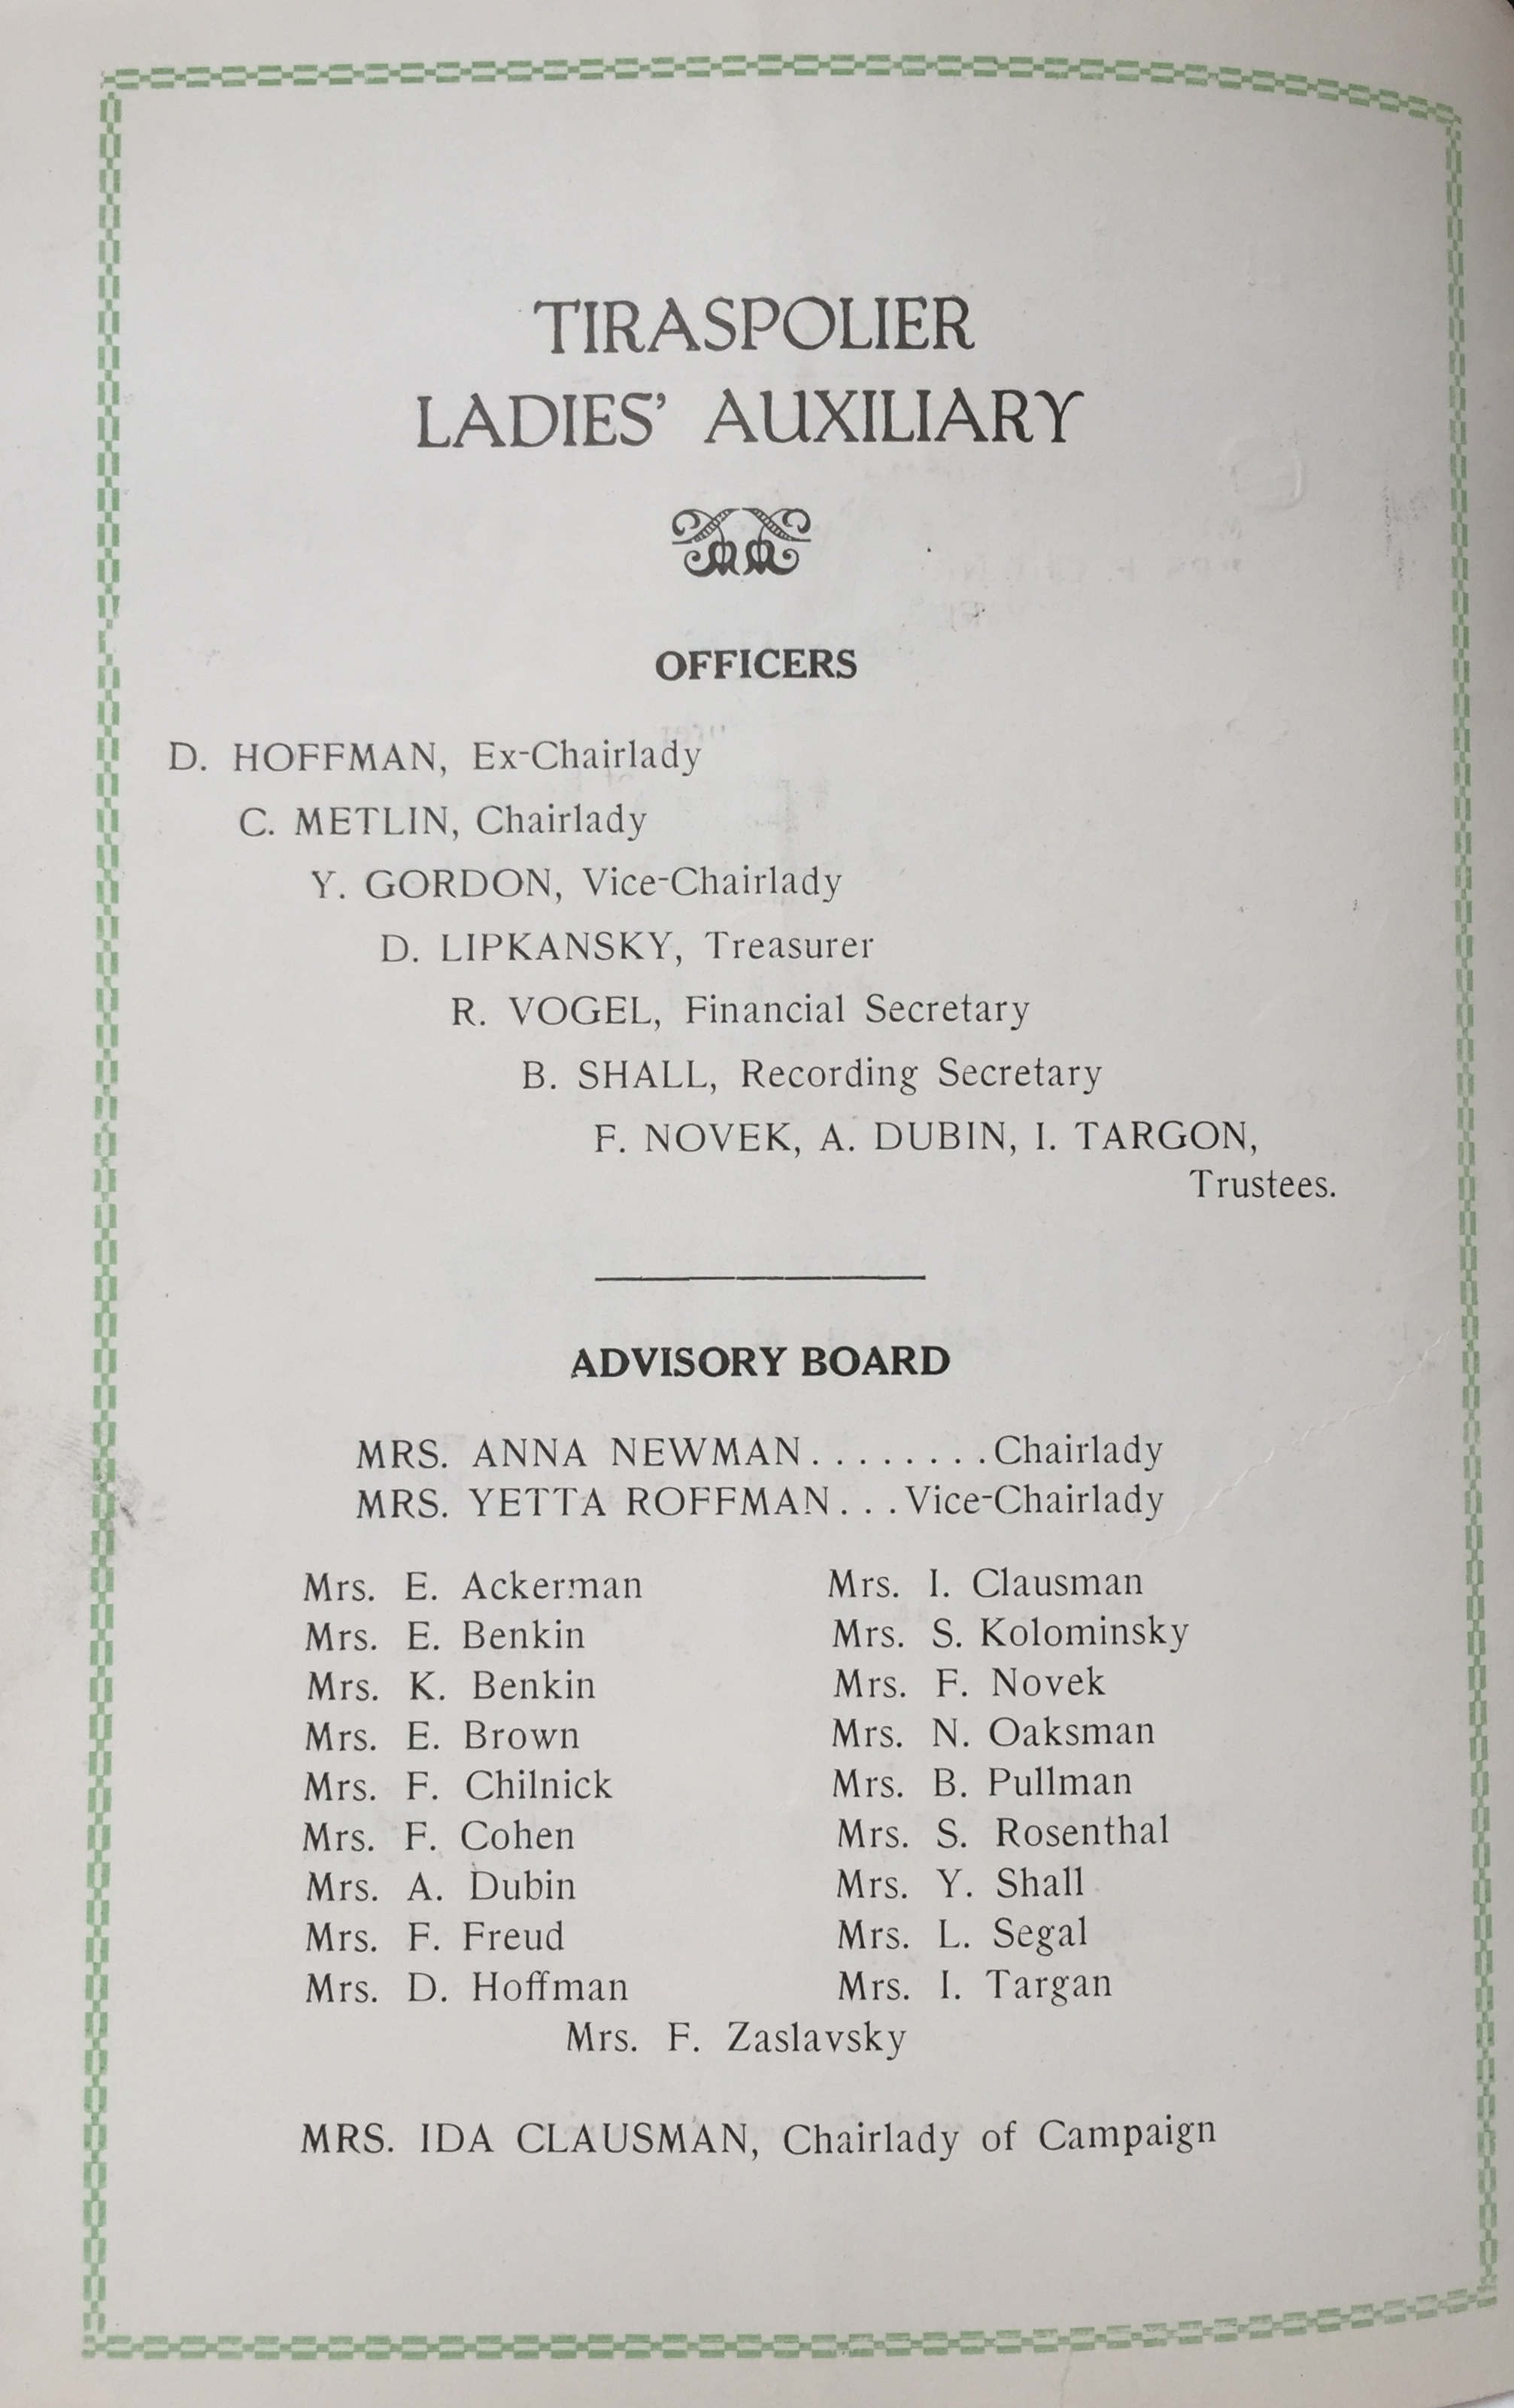 TIRASPOLIER
LADIES' AUXILIARY
OFFICERS
D. HOFFMAN, Ex-Chairlady
C. METLIN, Chairlady
Y. GORDON, Vice-Chairlady
D. LIPKANSKY, Treasurer
R. VOGEL, Financial Secretary
B. SHALL, Recording Secretary
F. NOVEK, A. DUBIN, I. TARGON,
Trustees.
ADVISORY BOARD
MRS. ANNA NEWMAN........Chairlady
MRS. YETTA ROFFMAN...Vice-Chairlady
Mrs. E. Ackerman
Mrs. E. Benkin
Mrs. K. Benkin
Mrs. E. Brown
Mrs. F. Chilnick
Mrs. F. Cohen
Mrs. A. Dubin
Mrs. F. Freud
Mrs. D. Hoffman
Mrs. I. Clausman
Mrs. S. Kolominsky
Mrs. F. Novek
Mrs. N. Oaksman
Mrs. B. Pullman
Mrs. S. Rosenthal
Mrs. Y. Shall
Mrs. L. Segal
Mrs. I. Targan
Mrs. F. Zaslavsky
MRS. IDA CLAUSMAN, Chairlady of Campaign